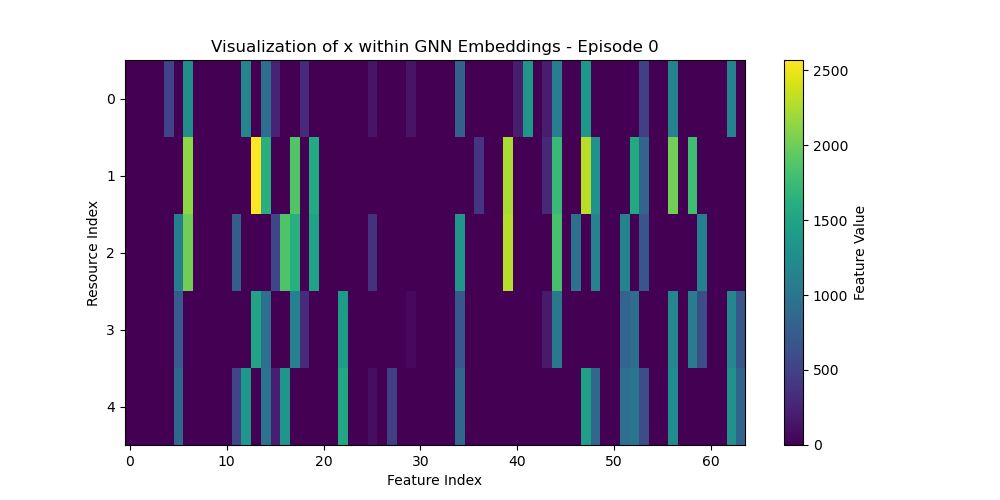 Visualization of x within GNN Embeddings - Episode 0
Resource Index
0
1
2
3
4
0 10 20 30 40 50 60
Feature Index
2500
2000
1500
1000
500
0
Feature Value